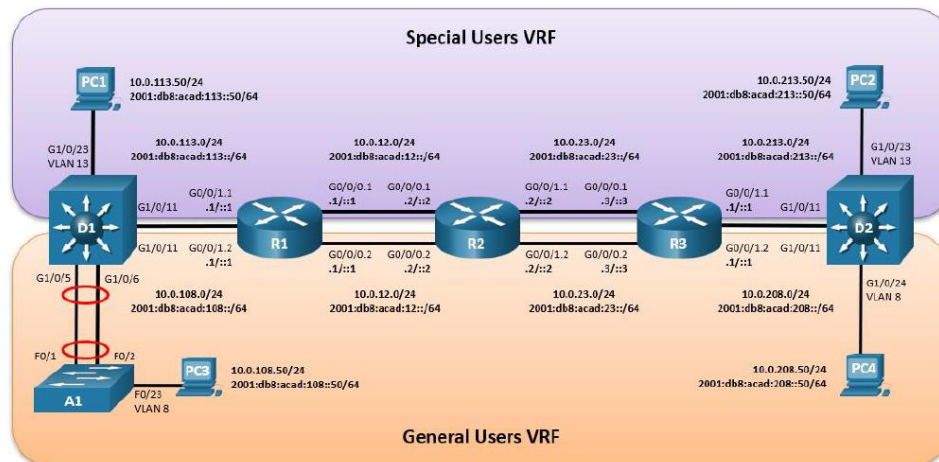 Special Users VRF
PC1
10.0.113.50/24
2001:db8:acad:113::50/64
10.0.213.50/24
2001:db8:acad:213::50/64
PC2
G1/0/23
VLAN 13
10.0.113.0/24
2001:db8:acad:113::/64
10.0.12.0/24
2001:db8:acad:12::/64
10.0.23.0/24
2001:db8:acad:23::/64
10.0.213.0/24
2001:db8:acad:213::/64
G1/0/23
VLAN 13
D1
G1/0/11
G0/0/1.1
.1/::1
R1
G0/0/0.1
.1/::1
G0/0/0.1
.2/::2
R2
G0/0/1.1
.2/::2
G0/0/0.1
.3/::3
R3
G0/0/1.1
.1/::1
G1/0/11
D2
G1/0/11
G0/0/1.2
.1/::1
G0/0/0.2
.1/::1
G0/0/0.2
.2/::2
G0/0/1.2
.2/::2
G0/0/0.2
.3/::3
G0/0/1.2
.1/::1
G1/0/11
G1/0/5
G1/0/6
10.0.108.0/24
2001:db8:acad:108::/64
10.0.12.0/24
2001:db8:acad:12::/64
10.0.23.0/24
2001:db8:acad:23::/64
10.0.208.0/24
2001:db8:acad:208::/64
G1/0/24
VLAN 8
F0/1
F0/2
A1
F0/23
VLAN 8
PC3
10.0.108.50/24
2001:db8:acad:108::50/64
10.0.208.50/24
2001:db8:acad:208::50/64
PC4
General Users VRF